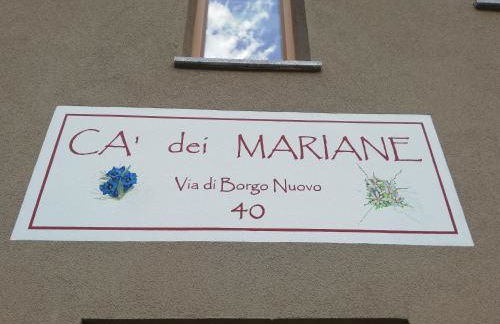 CA' dei MARIANE
Via di Borgo Nuovo
40